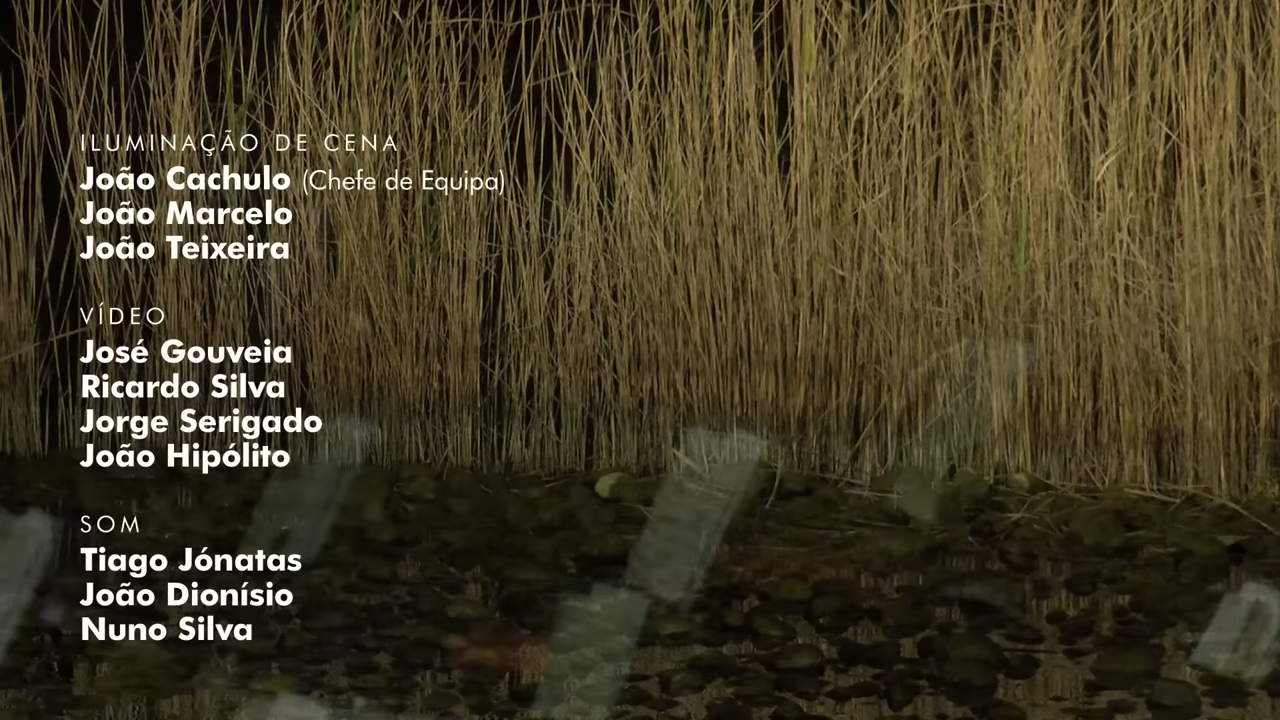 ILUMINAÇÃO DE CENA
João Cachulo (Chefe de Equipa)
João Marcelo
João Teixeira
VÍDEO
José Gouveia
Ricardo Silva
Jorge Serigado
João Hipólito
SOM
Tiago Jónatas
João Dionísio
Nuno Silva